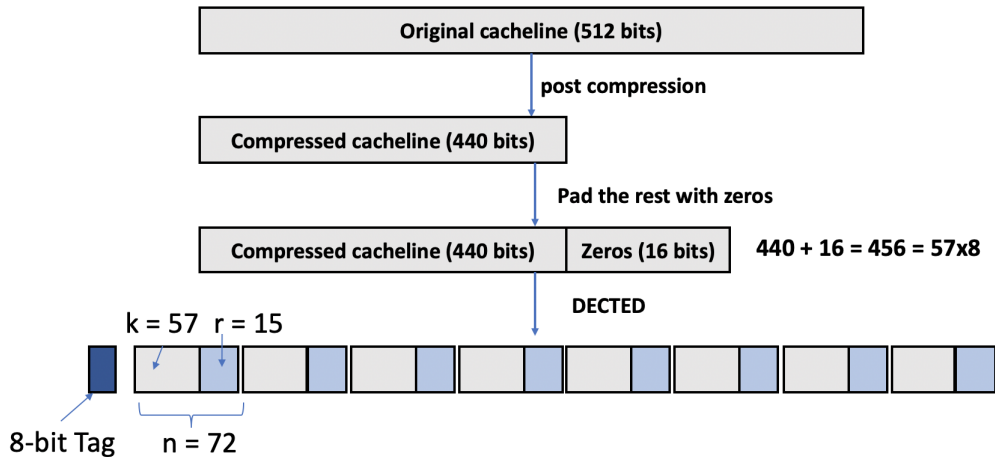 Original cacheline (512 bits)
post compression
Compressed cacheline (440 bits)
Pad the rest with zeros
Compressed cacheline (440 bits)
Zeros (16 bits)
440 + 16 = 456 = 57x8
DECTED
k = 57
r = 15
8-bit Tag
n = 72